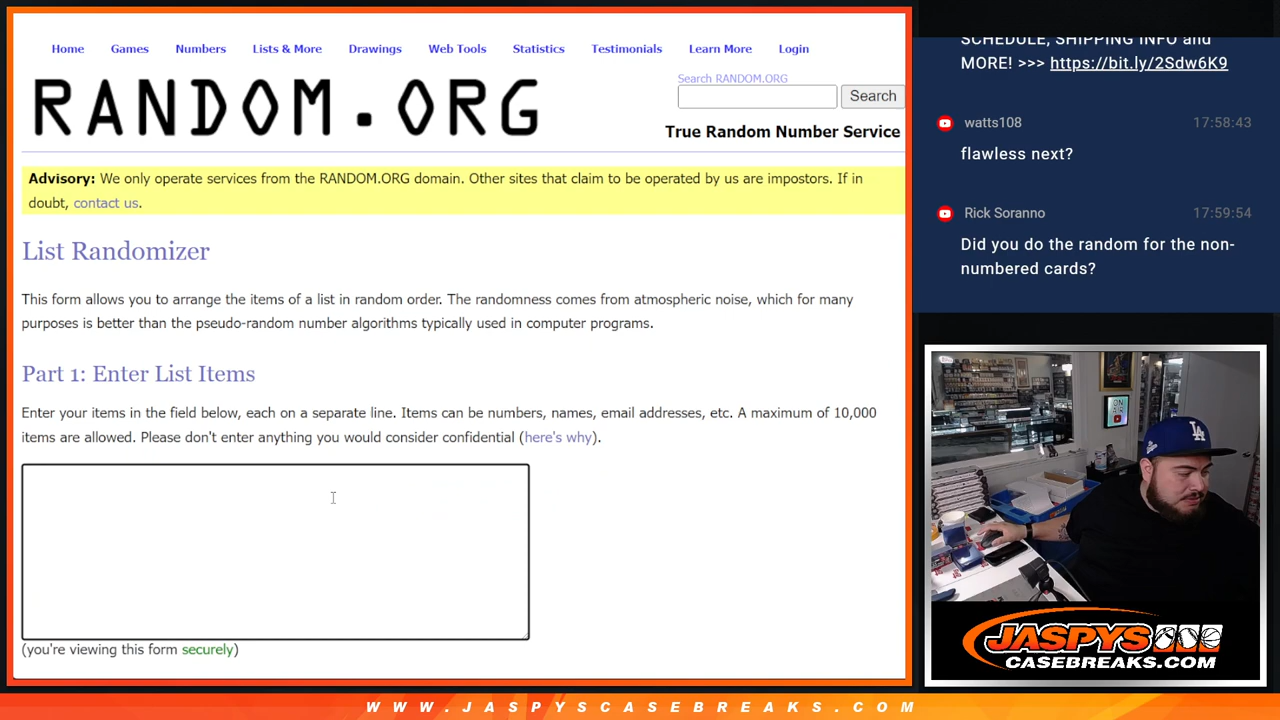 Home Games Numbers Lists & More Drawings Web Tools Statistics Testimonials Learn More Login
RANDOM.ORG
Search RANDOM.ORG
Search
True Random Number Service
Advisory: We only operate services from the RANDOM.ORG domain. Other sites that claim to be operated by us are impostors. If in
doubt, contact us.
List Randomizer
This form allows you to arrange the items of a list in random order. The randomness comes from atmospheric noise, which for many
purposes is better than the pseudo-random number algorithms typically used in computer programs.
Part 1: Enter List Items
Enter your items in the field below, each on a separate line. Items can be numbers, names, email addresses, etc. A maximum of 10,000
items are allowed. Please don't enter anything you would consider confidential (here's why).
(you're viewing this form securely)
SCHEDULE, SHIPPING INFO and
MORE! >>> https://bit.ly/2Sdw6K9
watts108 17:58:43
flawless next?
Rick Soranno 17:59:54
Did you do the random for the non-
numbered cards?
ON
AIR
LA
JASPYS
CASEBREAKS.COM
WWW.JASPYSCASEBREAKS.COM